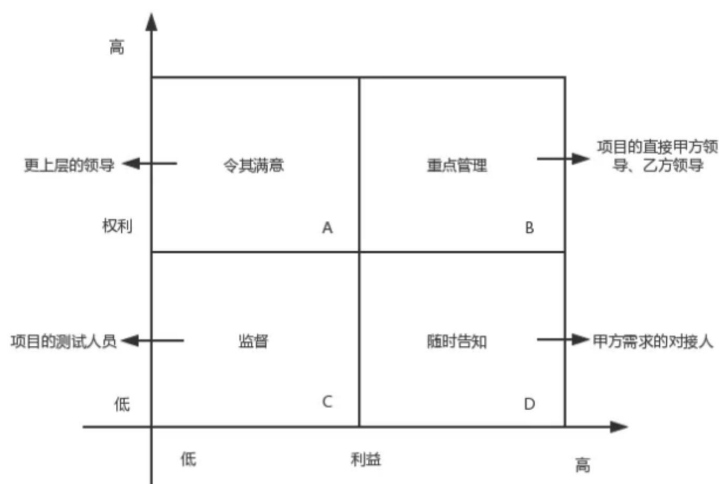 高
更上层的领导
令其满意
重点管理
项目的直接甲方领
导、乙方领导
权利
A
B
项目的测试人员
监督
随时告知
甲方需求的对接人
低
C
D
低
利益
高